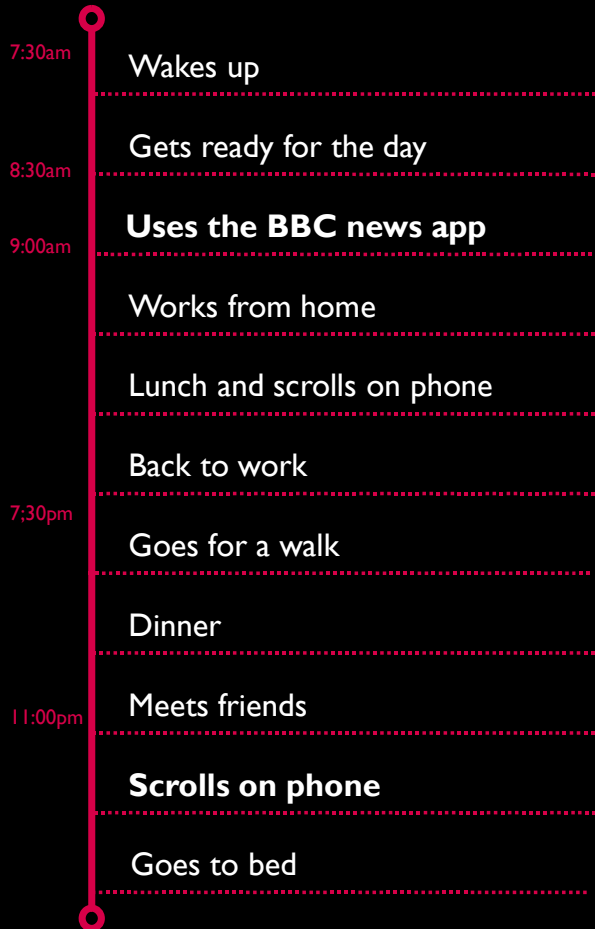 7:30am
Wakes up
Gets ready for the day
8:30am
Uses the BBC news app
9:00am
Works from home
Lunch and scrolls on phone
Back to work
7;30pm
Goes for a walk
Dinner
Meets friends
11:00pm
Scrolls on phone
Goes to bed